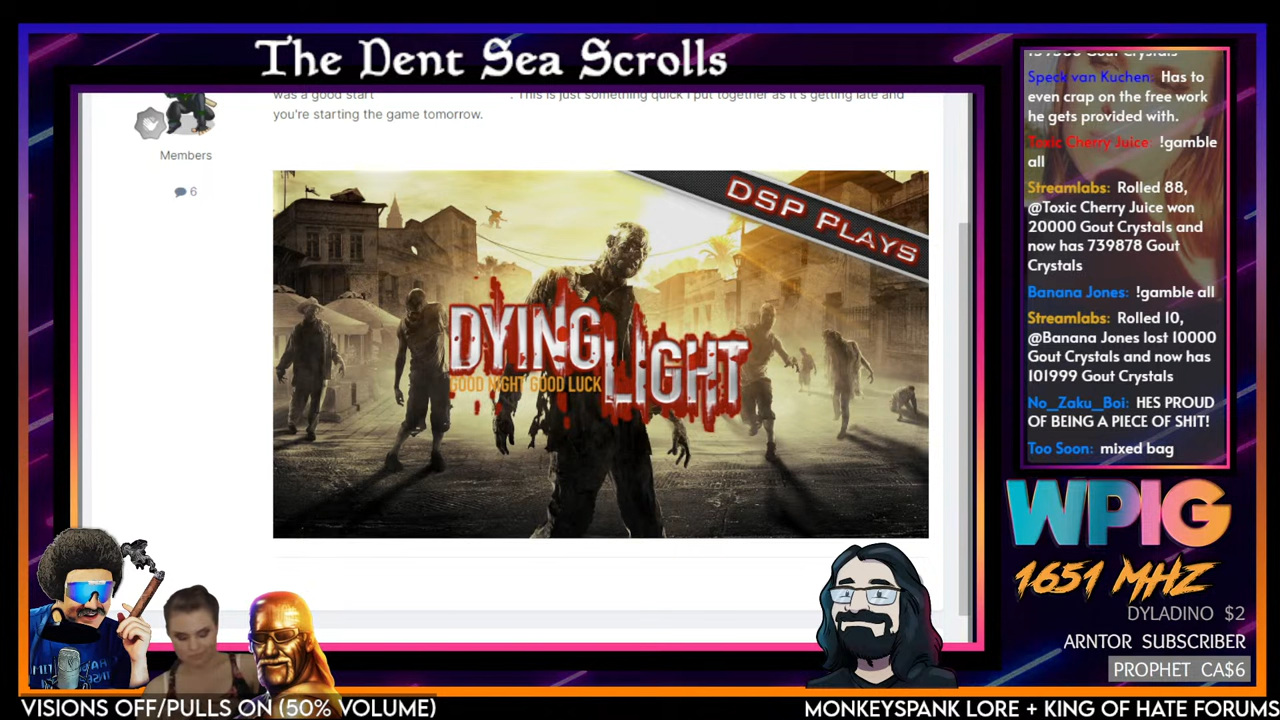 The Dent Sea Scrolls
was a good start
. This is just something quick I put together as it's getting late and
you're starting the game tomorrow.
Members
6
DSP PLAYS
DYING
LIGHT
GOOD NIGHT GOOD LUCK
139300 Gout Crystals
Speck van Kuchen: Has to
even crap on the free work
he gets provided with.
Toxic Cherry Juice: !gamble
all
Streamlabs: Rolled 88,
@Toxic Cherry Juice won
20000 Gout Crystals and
now has 739878 Gout
Crystals
Banana Jones: !gamble all
Streamlabs: Rolled 10,
@Banana Jones lost 10000
Gout Crystals and now has
101999 Gout Crystals
No_Zaku_Boi: HES PROUD
OF BEING A PIECE OF SHIT!
Too Soon: mixed bag
WPIG
1651 MHZ
DYLADINO $2
ARNTOR SUBSCRIBER
PROPHET CA$6
VISIONS OFF/PULLS ON (50% VOLUME)
MONKEYSPANK LORE + KING OF HATE FORUMS